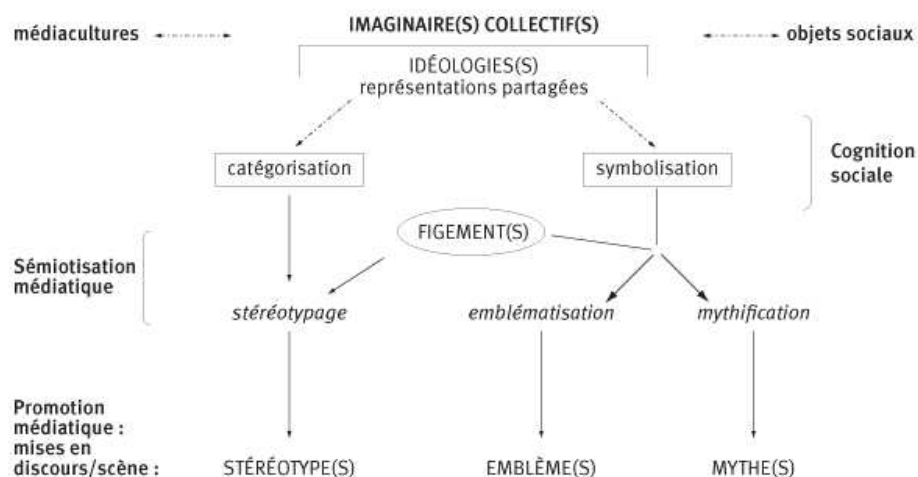 IMAGINAIRE(S) COLLECTIF(S)
médiacultures
objets sociaux
IDÉOLOGIES(S)
représentations partagées
catégorisation
symbolisation
Cognition
sociale
FIGEMENT(S)
Sémiotisation
médiatique
stéréotypage
emblématisation
mythification
Promotion
médiatique :
mises en
discours/scène :
STÉRÉOTYPE(S)
EMBLÈME(S)
MYTHE(S)